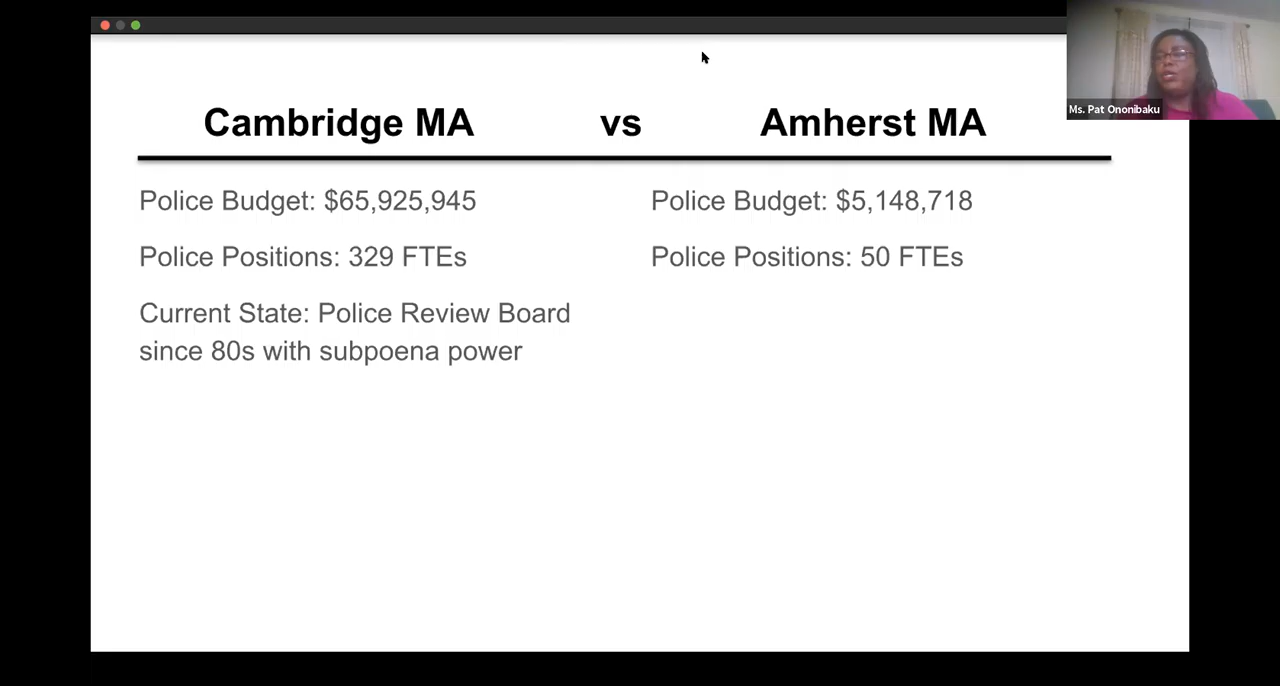 Cambridge MA vs Amherst MA
Police Budget: $65,925,945
Police Positions: 329 FTEs
Current State: Police Review Board
since 80s with subpoena power
Police Budget: $5,148,718
Police Positions: 50 FTEs
Ms. Pat Ononibaku